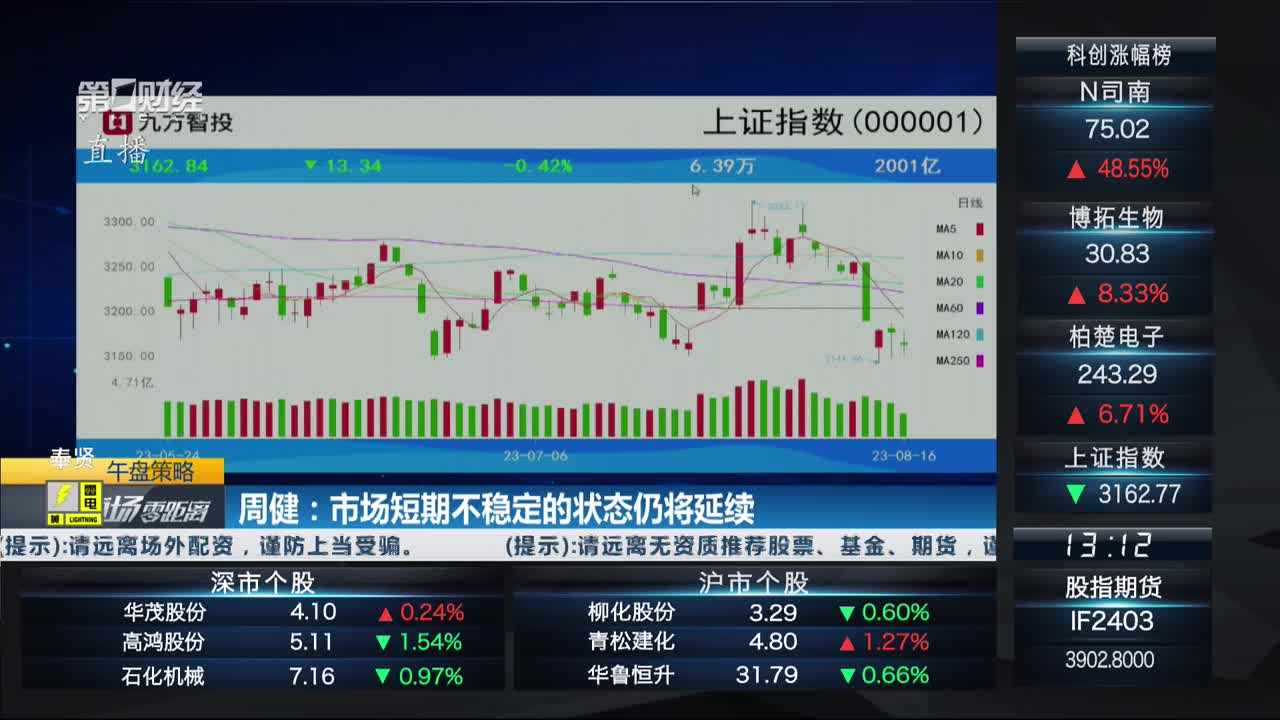 第一财经
直播
九方智投
上证指数(000001)
3162.84 ▼13.34 -0.42% 6.39万 2001亿
日线
3300.00
3250.00
3200.00
3150.00
4.71亿
MA5
MA10
MA20
MA60
MA120
MA250
23-05-24 23-07-06 23-08-16
奉贤
午盘策略
雷电
黄 LIGHTNING
市场零距离
周健：市场短期不稳定的状态仍将延续
(提示):请远离场外配资，谨防上当受骗。 (提示):请远离无资质推荐股票、基金、期货，谨
深市个股
华茂股份 4.10 ▲0.24%
高鸿股份 5.11 ▼1.54%
石化机械 7.16 ▼0.97%
沪市个股
柳化股份 3.29 ▼0.60%
青松建化 4.80 ▲1.27%
华鲁恒升 31.79 ▼0.66%
科创涨幅榜
N司南
75.02
▲ 48.55%
博拓生物
30.83
▲ 8.33%
柏楚电子
243.29
▲ 6.71%
上证指数
▼ 3162.77
13:12
股指期货
IF2403
3902.8000